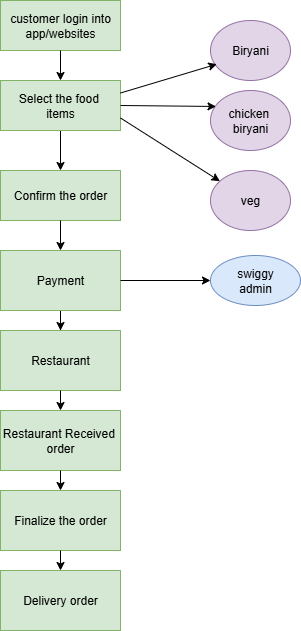 customer login into
app/websites
Biryani
Select the food
items
chicken
biryani
Confirm the order
veg
Payment
swiggy
admin
Restaurant
Restaurant Received
order
Finalize the order
Delivery order